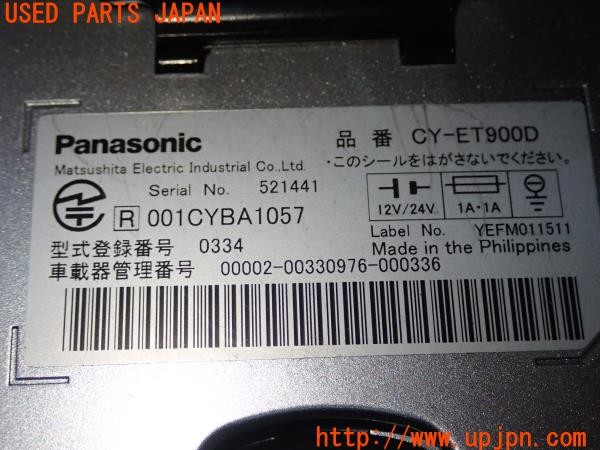 USED PARTS JAPAN
Panasonic
品 番 CY-ET900D
Matsushita Electric Industrial Co.,Ltd.
・このシールをはがさないでください・
Serial No. 521441
R 001CYBA1057
12V/24V
1A・1A
Label No. YEFM011511
型式登録番号 0334
Made in the Philippines
車載器管理番号 00002-00330976-000336
http://www.upjpn.com